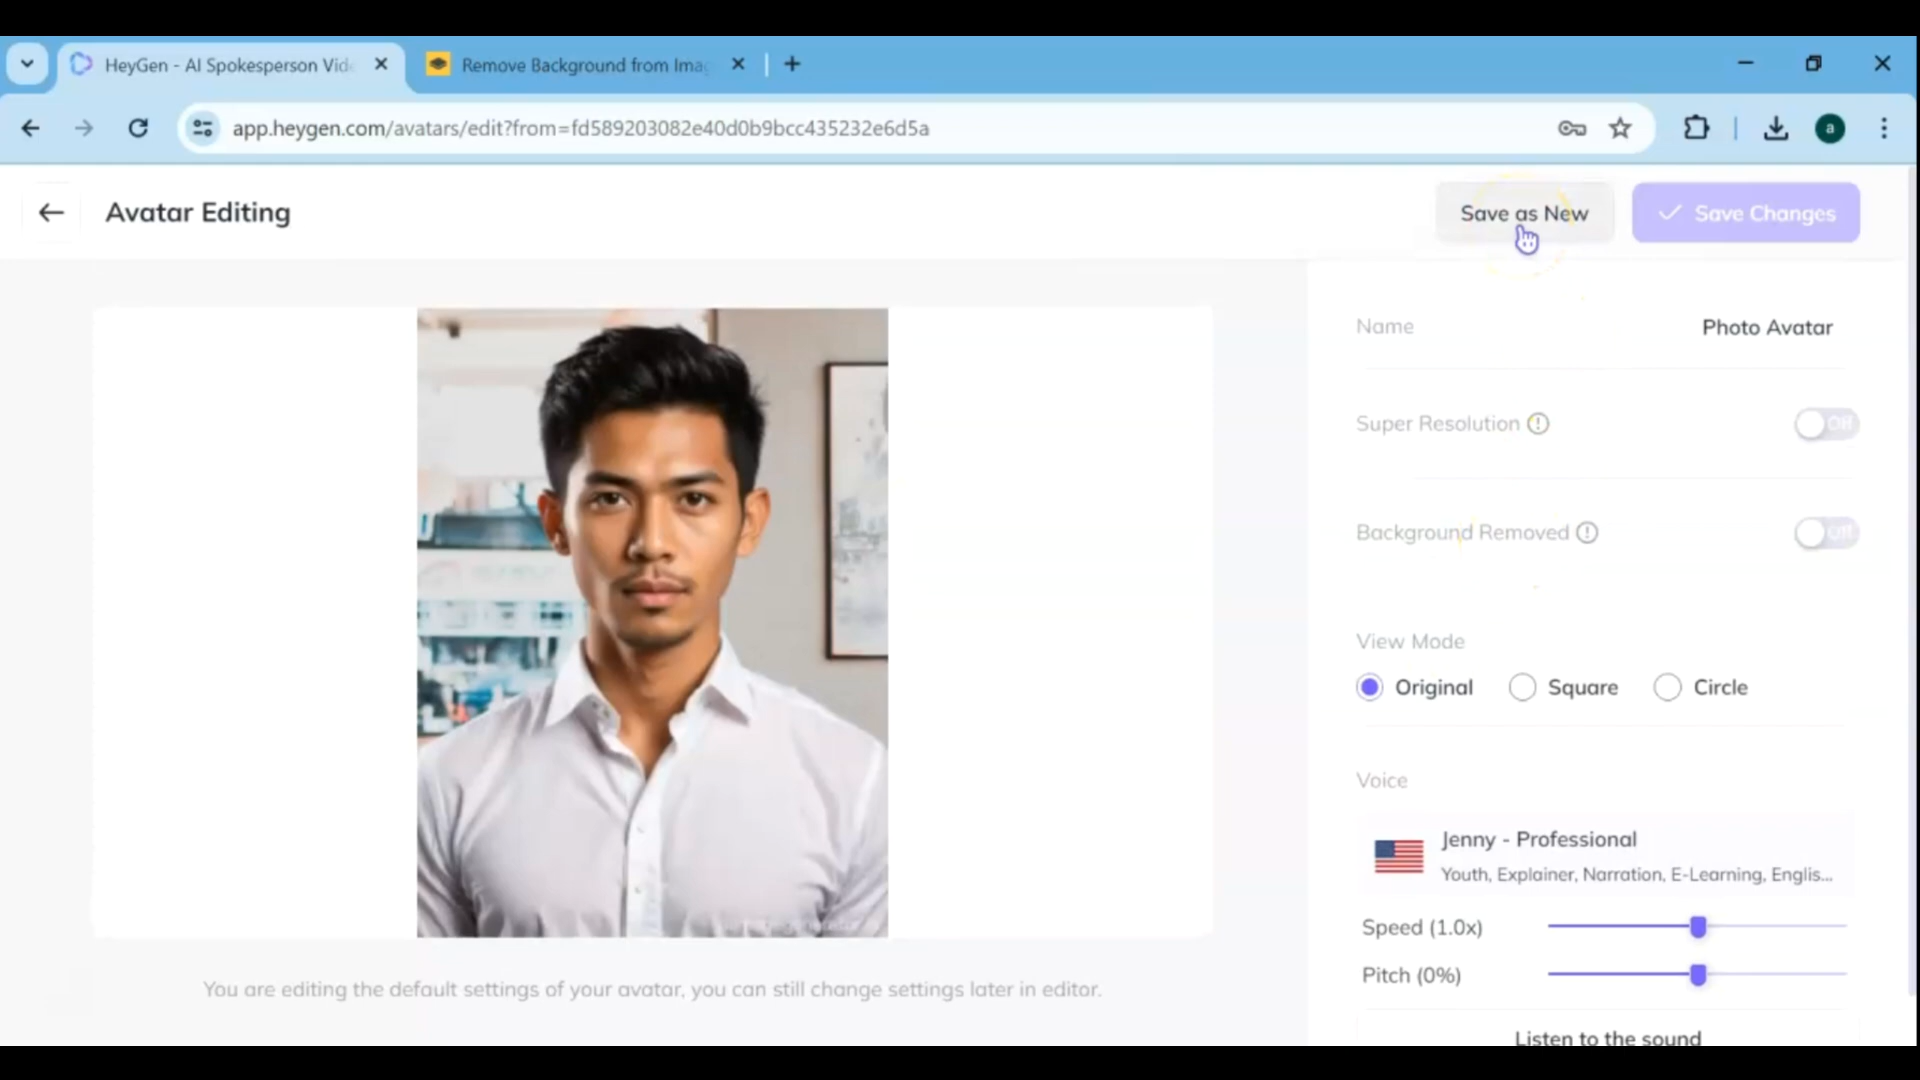 HeyGen - AI Spokesperson Vid
Remove Background from Ima
app.heygen.com/avatars/edit?from=fd589203082e40d0b9bcc435232e6d5a
a
Avatar Editing
Save as New
Save Changes
Name
Photo Avatar
Super Resolution
Off
Background Removed
Off
View Mode
Original
Square
Circle
Voice
Jenny - Professional
Youth, Explainer, Narration, E-Learning, Englis...
Speed (1.0x)
Pitch (0%)
You are editing the default settings of your avatar, you can still change settings later in editor.
Listen to the sound